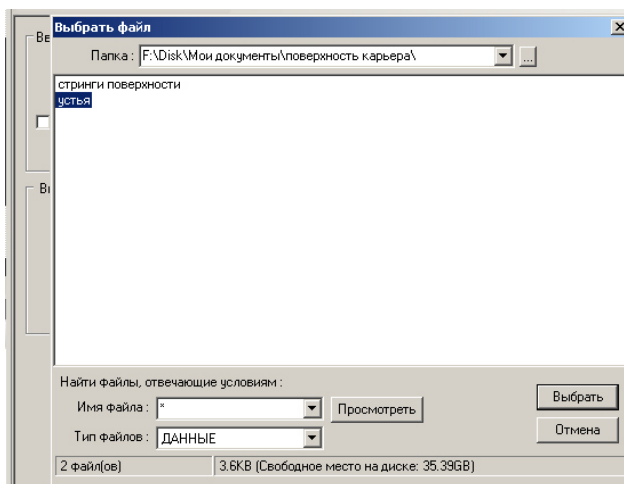 Выбрать файл
Папка : F:\Disk\Мои документы\поверхность карьера\
...
стринги поверхности
устья
Найти файлы, отвечающие условиям :
Имя файла : * Просмотреть
Выбрать
Тип файлов : ДАННЫЕ
Отмена
2 файл(ов) 3.6KB (Свободное место на диске: 35.39GB)